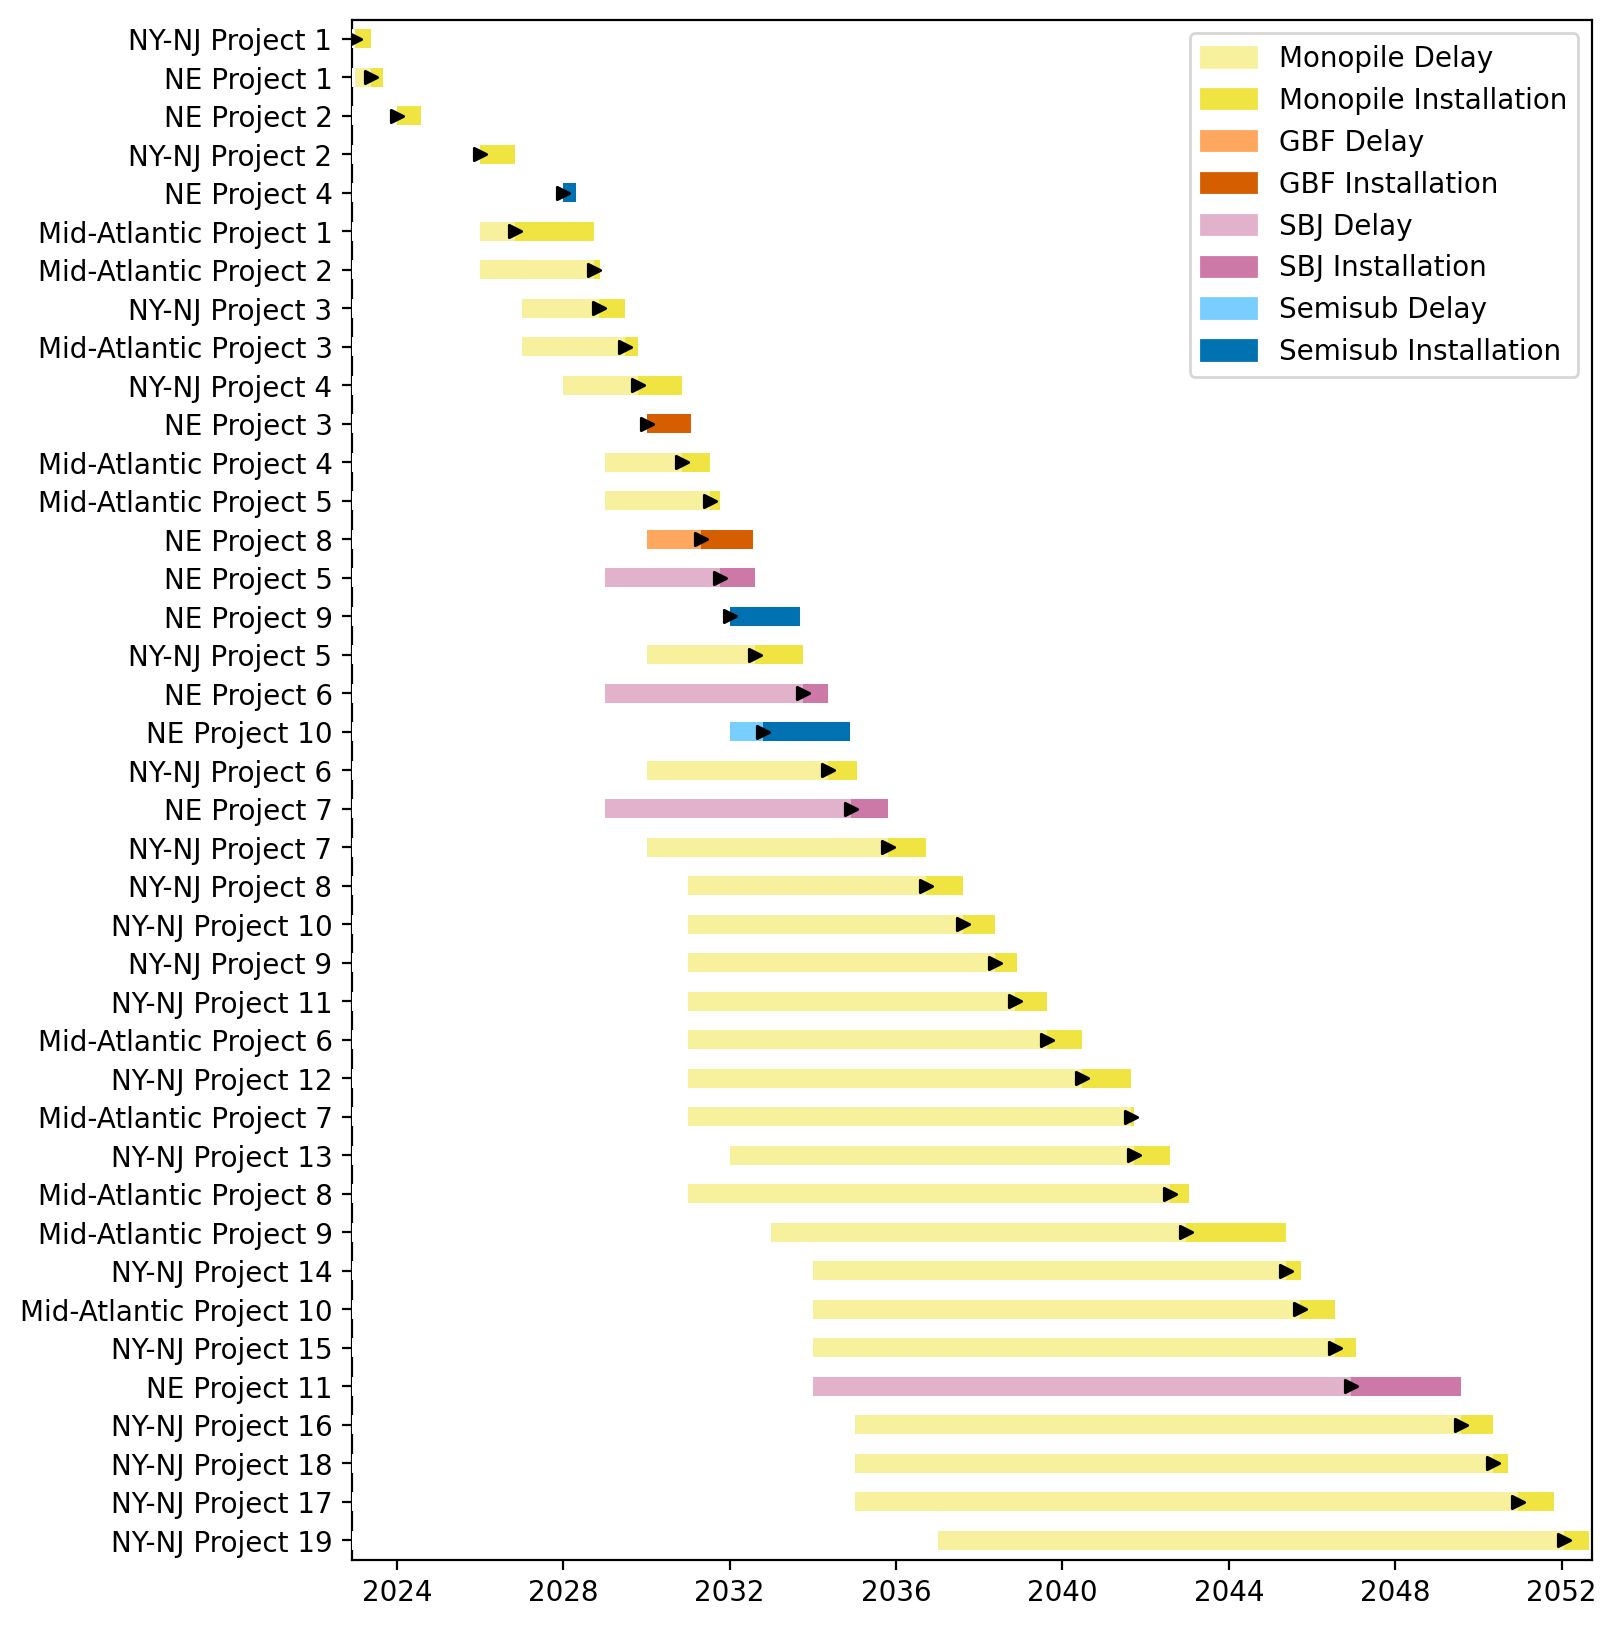 NY-NJ Project 1
NE Project 1
NE Project 2
NY-NJ Project 2
NE Project 4
Mid-Atlantic Project 1
Mid-Atlantic Project 2
NY-NJ Project 3
Mid-Atlantic Project 3
NY-NJ Project 4
NE Project 3
Mid-Atlantic Project 4
Mid-Atlantic Project 5
NE Project 8
NE Project 5
NE Project 9
NY-NJ Project 5
NE Project 6
NE Project 10
NY-NJ Project 6
NE Project 7
NY-NJ Project 7
NY-NJ Project 8
NY-NJ Project 10
NY-NJ Project 9
NY-NJ Project 11
Mid-Atlantic Project 6
NY-NJ Project 12
Mid-Atlantic Project 7
NY-NJ Project 13
Mid-Atlantic Project 8
Mid-Atlantic Project 9
NY-NJ Project 14
Mid-Atlantic Project 10
NY-NJ Project 15
NE Project 11
NY-NJ Project 16
NY-NJ Project 18
NY-NJ Project 17
NY-NJ Project 19
Monopile Delay
Monopile Installation
GBF Delay
GBF Installation
SBJ Delay
SBJ Installation
Semisub Delay
Semisub Installation
2024 2028 2032 2036 2040 2044 2048 2052